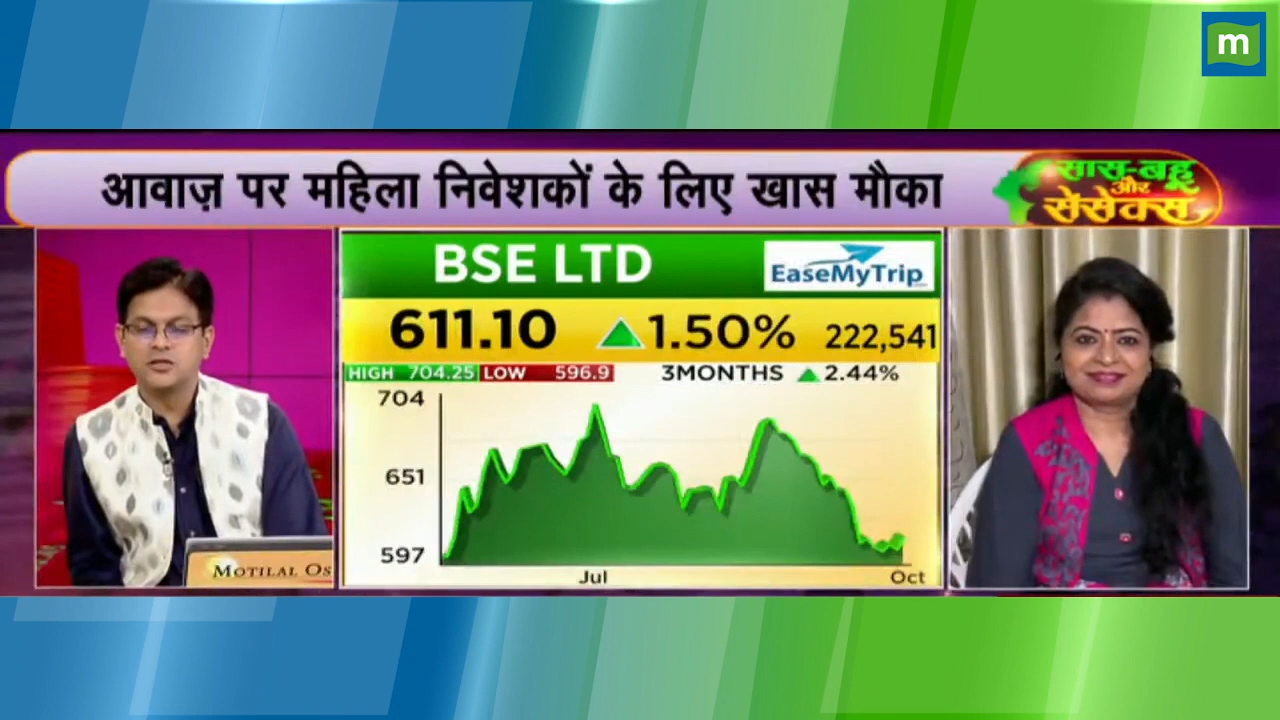 m
आवाज़ पर महिला निवेशकों के लिए खास मौका
सास-बहू
और
सेंसेक्स
BSE LTD
EaseMyTrip.com
611.10 1.50% 222,541
HIGH 704.25 LOW 596.9 3MONTHS 2.44%
704
651
597
Jul Oct
MOTILAL OS